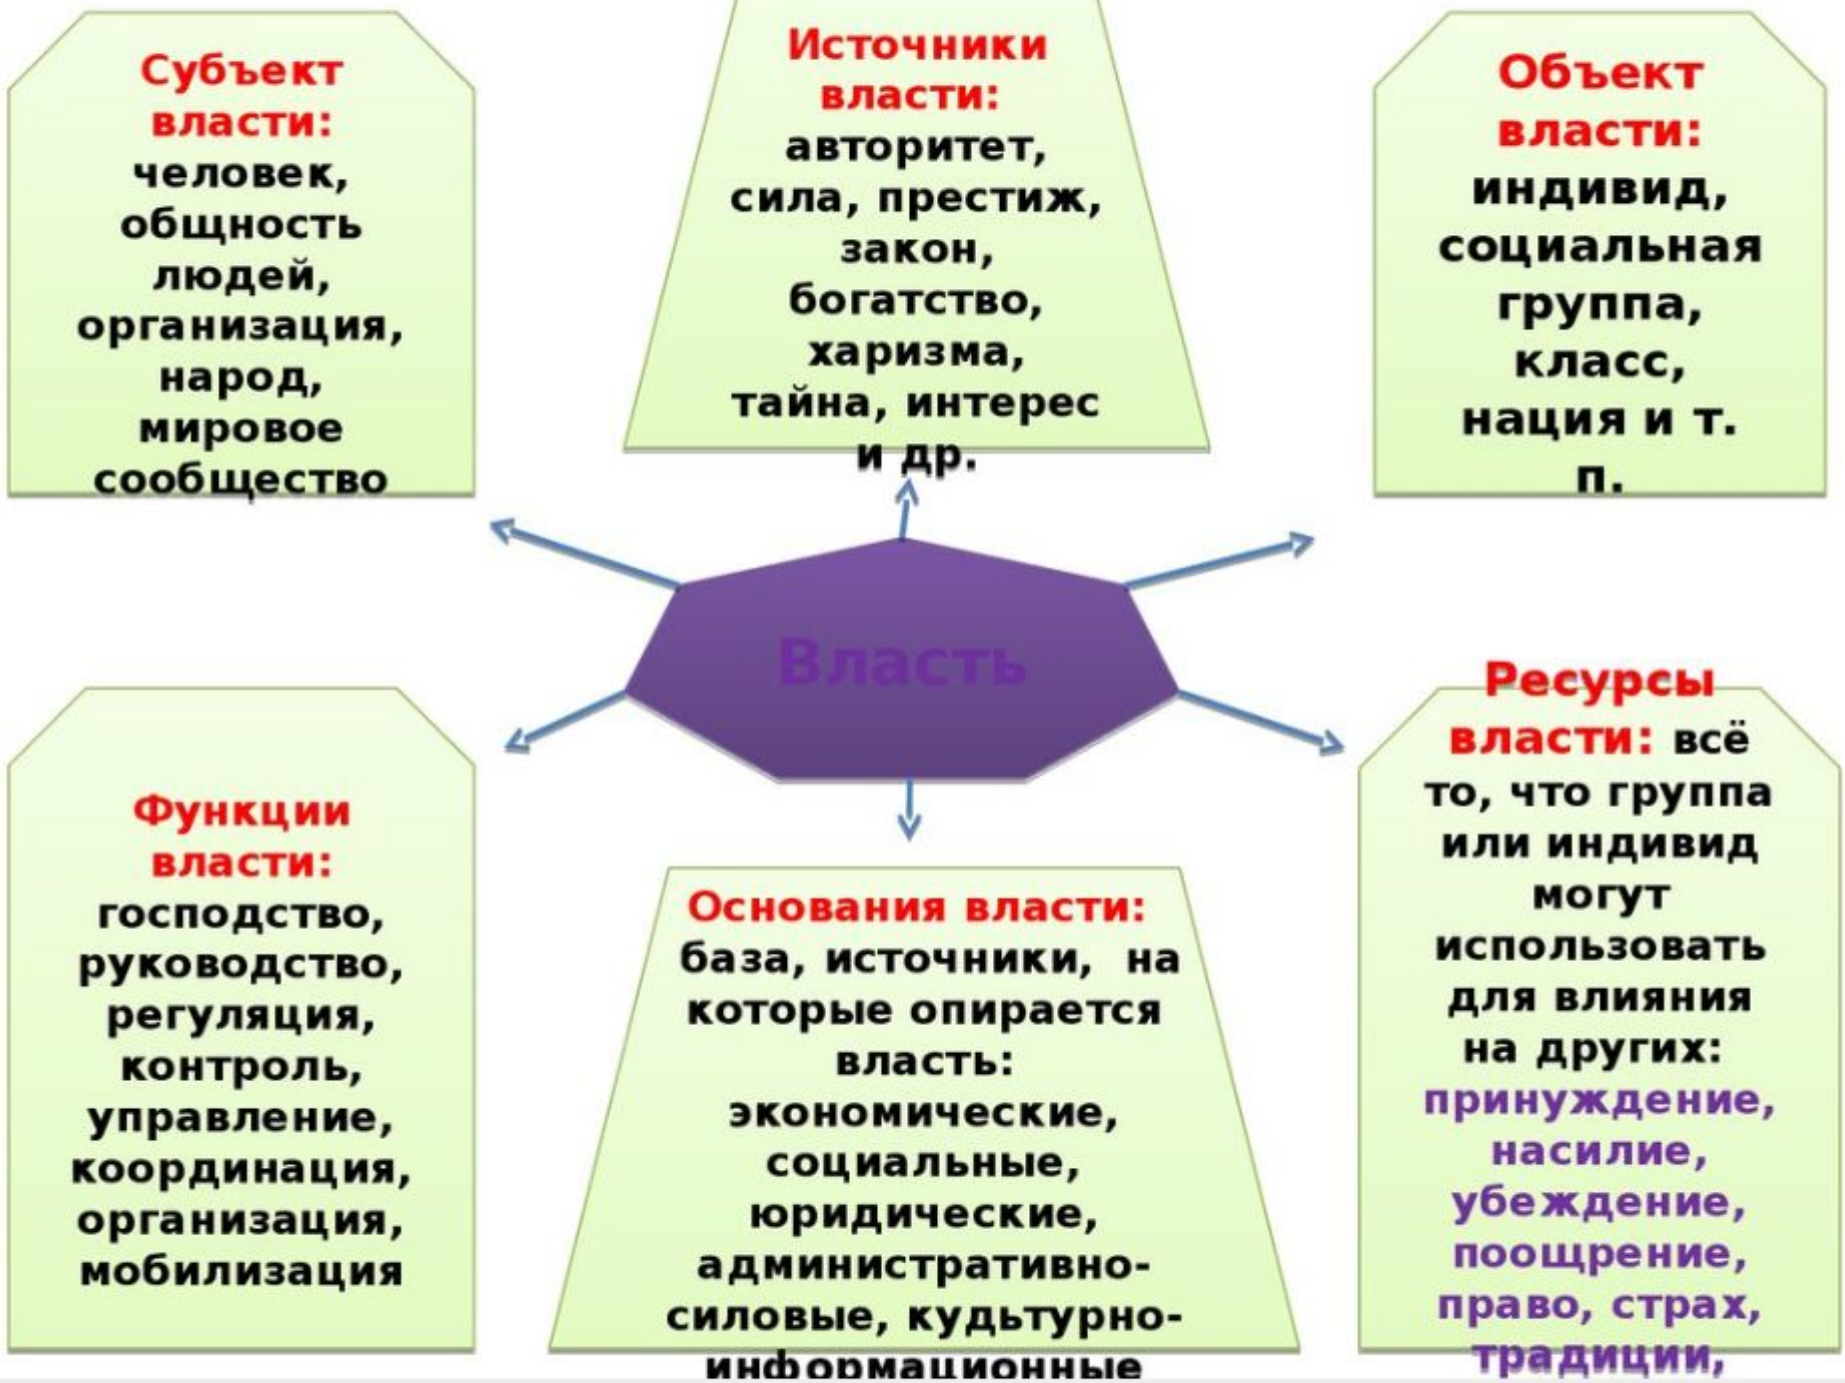 Субъект
власти:
человек,
общность
людей,
организация,
народ,
мировое
сообщество
Источники
власти:
авторитет,
сила, престиж,
закон,
богатство,
харизма,
тайна, интерес
и др.
Объект
власти:
индивид,
социальная
группа,
класс,
нация и т.
п.
Власть
Функции
власти:
господство,
руководство,
регуляция,
контроль,
управление,
координация,
организация,
мобилизация
Основания власти:
база, источники, на
которые опирается
власть:
экономические,
социальные,
юридические,
административно-
силовые, кудьтурно-
информационные
Ресурсы
власти: всё
то, что группа
или индивид
могут
использовать
для влияния
на других:
принуждение,
насилие,
убеждение,
поощрение,
право, страх,
традиции,